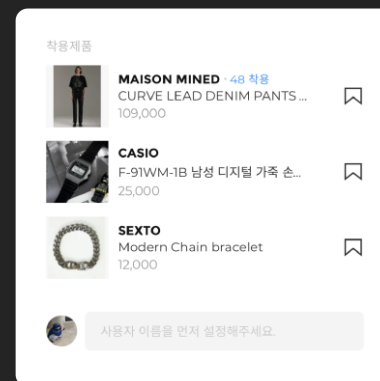 착용제품
MAISON MINED · 48 착용
CURVE LEAD DENIM PANTS ...
109,000
CASIO
F-91WM-1B 남성 디지털 가죽 손...
25,000
SEXTO
Modern Chain bracelet
12,000
사용자 이름을 먼저 설정해주세요.